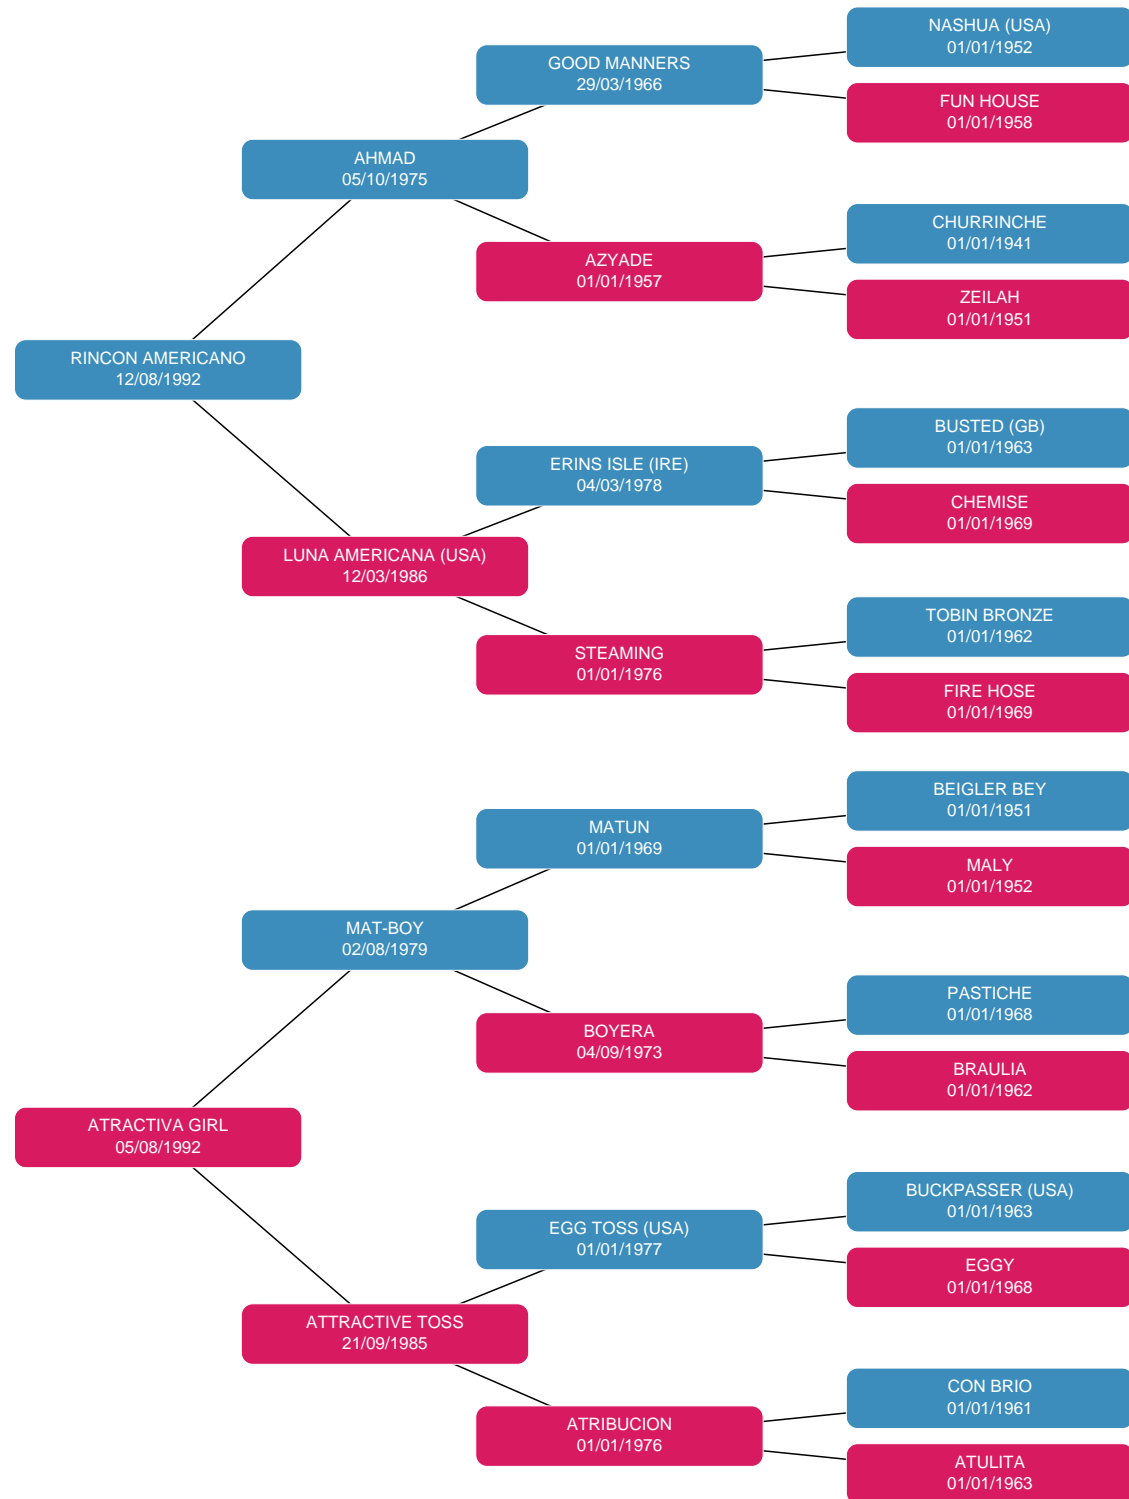 NASHUA (USA)
01/01/1952
GOOD MANNERS
29/03/1966
FUN HOUSE
01/01/1958
AHMAD
05/10/1975
CHURRINCHE
01/01/1941
AZYADE
01/01/1957
ZEILAH
01/01/1951
RINCON AMERICANO
12/08/1992
BUSTED (GB)
01/01/1963
ERINS ISLE (IRE)
04/03/1978
CHEMISE
01/01/1969
LUNA AMERICANA (USA)
12/03/1986
TOBIN BRONZE
01/01/1962
STEAMING
01/01/1976
FIRE HOSE
01/01/1969
BEIGLER BEY
01/01/1951
MATUN
01/01/1969
MALY
01/01/1952
MAT-BOY
02/08/1979
PASTICHE
01/01/1968
BOYERA
04/09/1973
BRAULIA
01/01/1962
ATRACTIVA GIRL
05/08/1992
BUCKPASSER (USA)
01/01/1963
EGG TOSS (USA)
01/01/1977
EGGY
01/01/1968
ATTRACTIVE TOSS
21/09/1985
CON BRIO
01/01/1961
ATRIBUCION
01/01/1976
ATULITA
01/01/1963